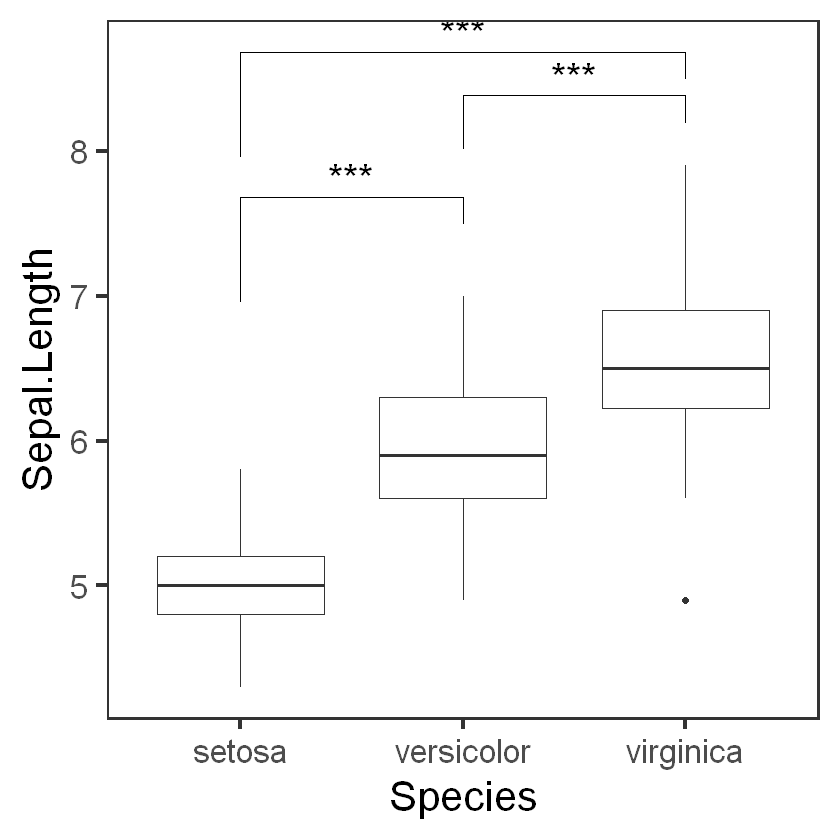 ***
***
***
8
7
6
5
Sepal.Length
setosa versicolor virginica
Species